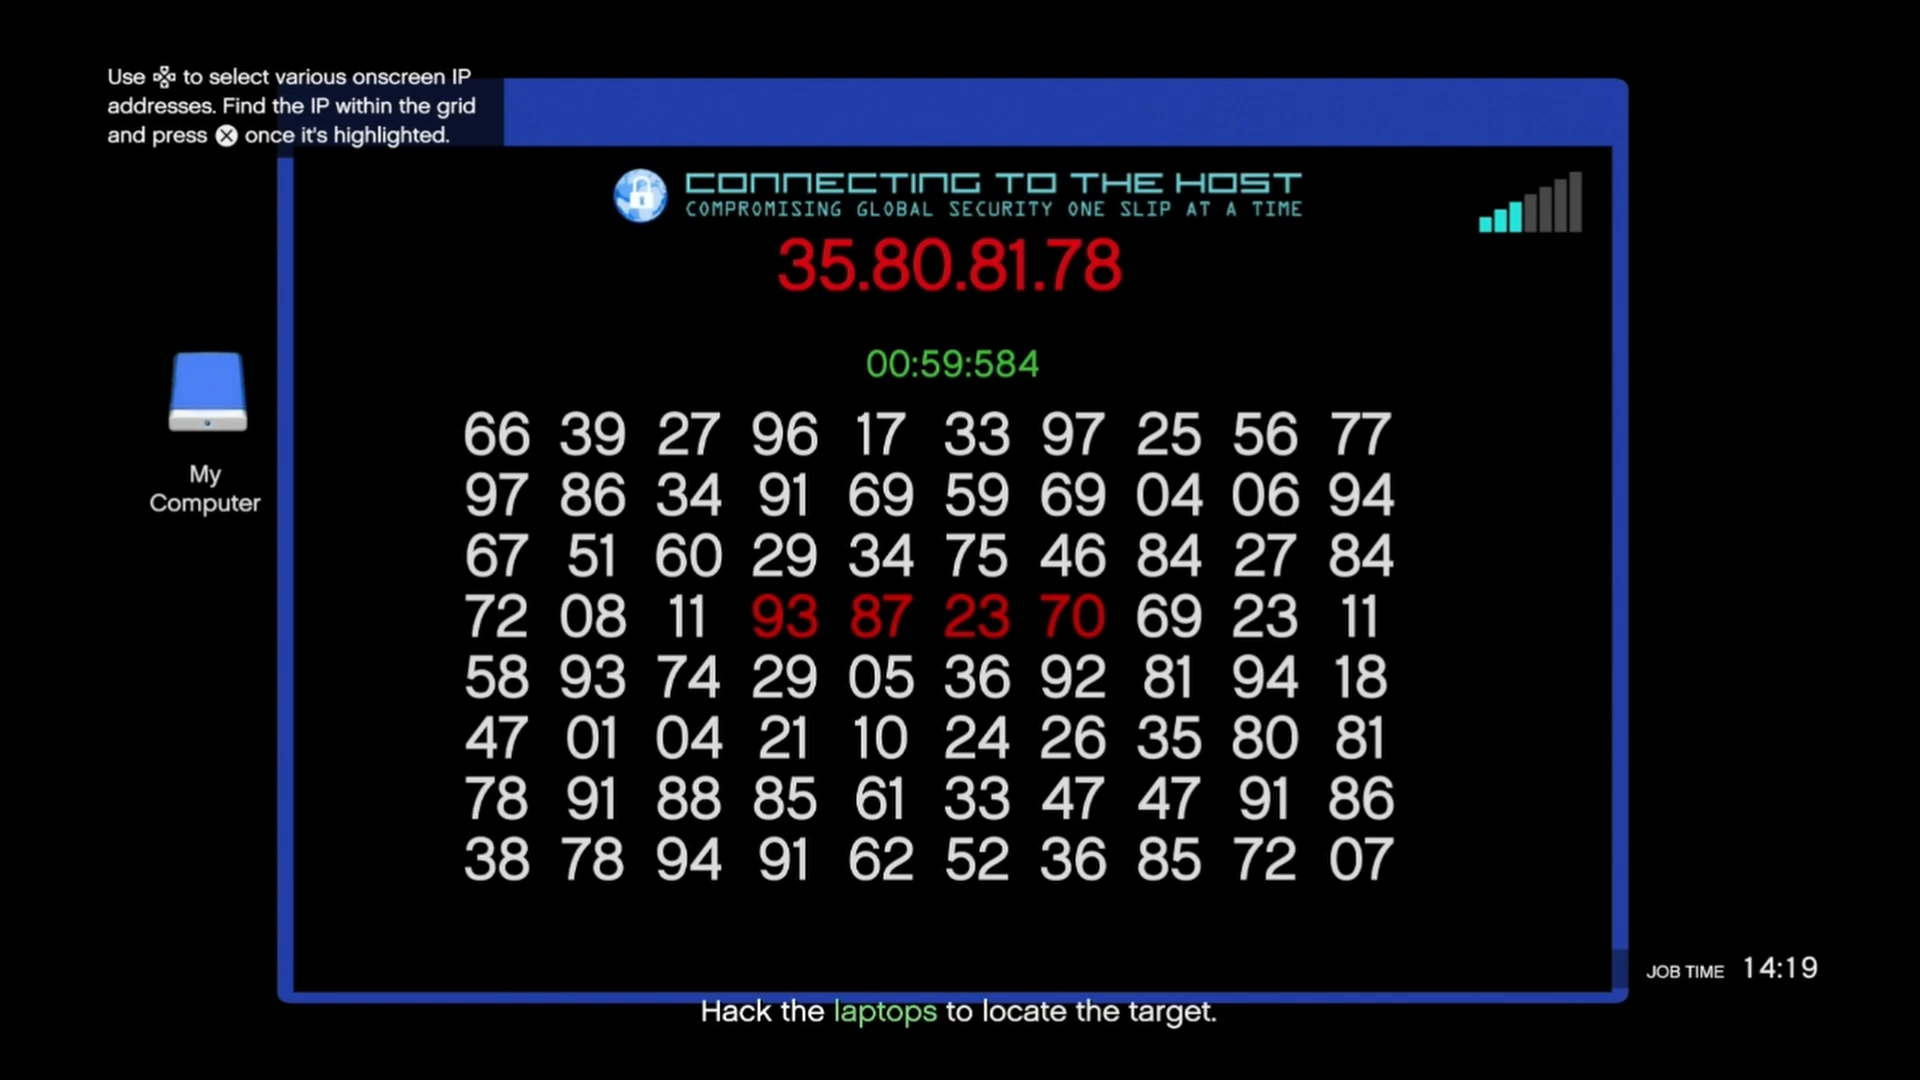 Use to select various onscreen IP
addresses. Find the IP within the grid
and press ⓧ once it's highlighted.
CONNECTING TO THE HOST
COMPROMISING GLOBAL SECURITY ONE SLIP AT A TIME
35.80.81.78
00:59:584
66 39 27 96 17 33 97 25 56 77
97 86 34 91 69 59 69 04 06 94
67 51 60 29 34 75 46 84 27 84
My
Computer
72 08 11 93 87 23 70 69 23 11
58 93 74 29 05 36 92 81 94 18
47 01 04 21 10 24 26 35 80 81
78 91 88 85 61 33 47 47 91 86
38 78 94 91 62 52 36 85 72 07
JOB TIME 14:19
Hack the laptops to locate the target.